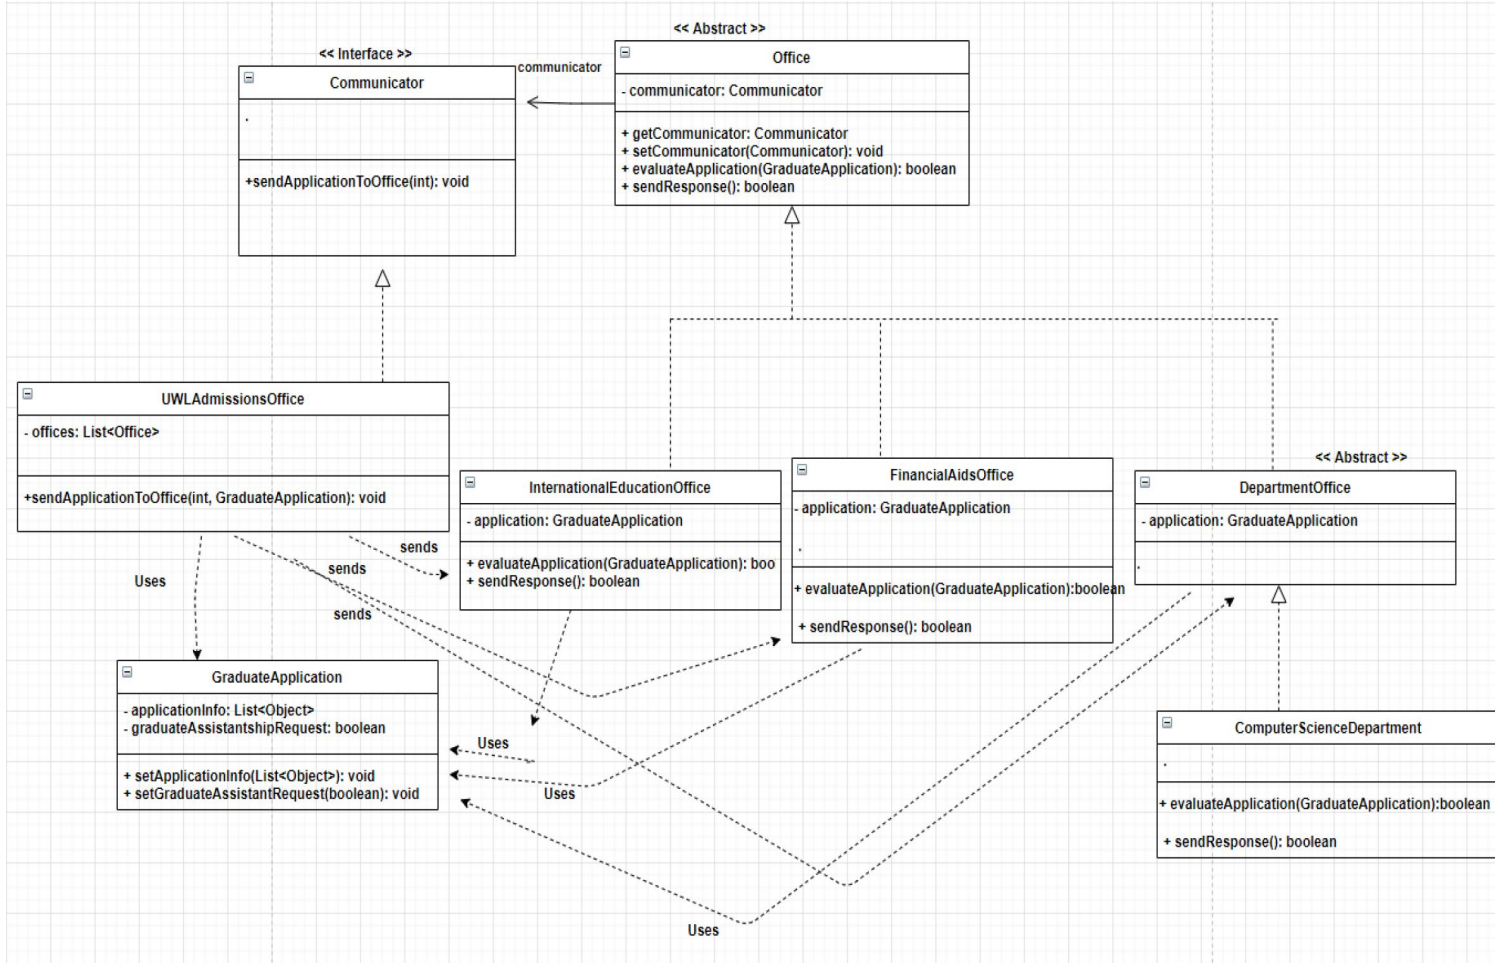 << Abstract >>
<< Interface >>
Office
communicator
Communicator
- communicator: Communicator
.
+ getCommunicator: Communicator
+ setCommunicator(Communicator): void
+ evaluateApplication(GraduateApplication): boolean
+ sendResponse(): boolean
+sendApplicationToOffice(int): void
UWLAdmissionsOffice
- offices: List<Office>
+sendApplicationToOffice(int, GraduateApplication): void
InternationalEducationOffice
- application: GraduateApplication
+ evaluateApplication(GraduateApplication): boo
+ sendResponse(): boolean
FinancialAidsOffice
- application: GraduateApplication
.
+ evaluateApplication(GraduateApplication):boolean
+ sendResponse(): boolean
<< Abstract >>
DepartmentOffice
- application: GraduateApplication
.
sends
sends
sends
Uses
GraduateApplication
- applicationInfo: List<Object>
- graduateAssistantshipRequest: boolean
+ setApplicationInfo(List<Object>): void
+ setGraduateAssistantRequest(boolean): void
Uses
Uses
Uses
ComputerScienceDepartment
.
+ evaluateApplication(GraduateApplication):boolean
+ sendResponse(): boolean